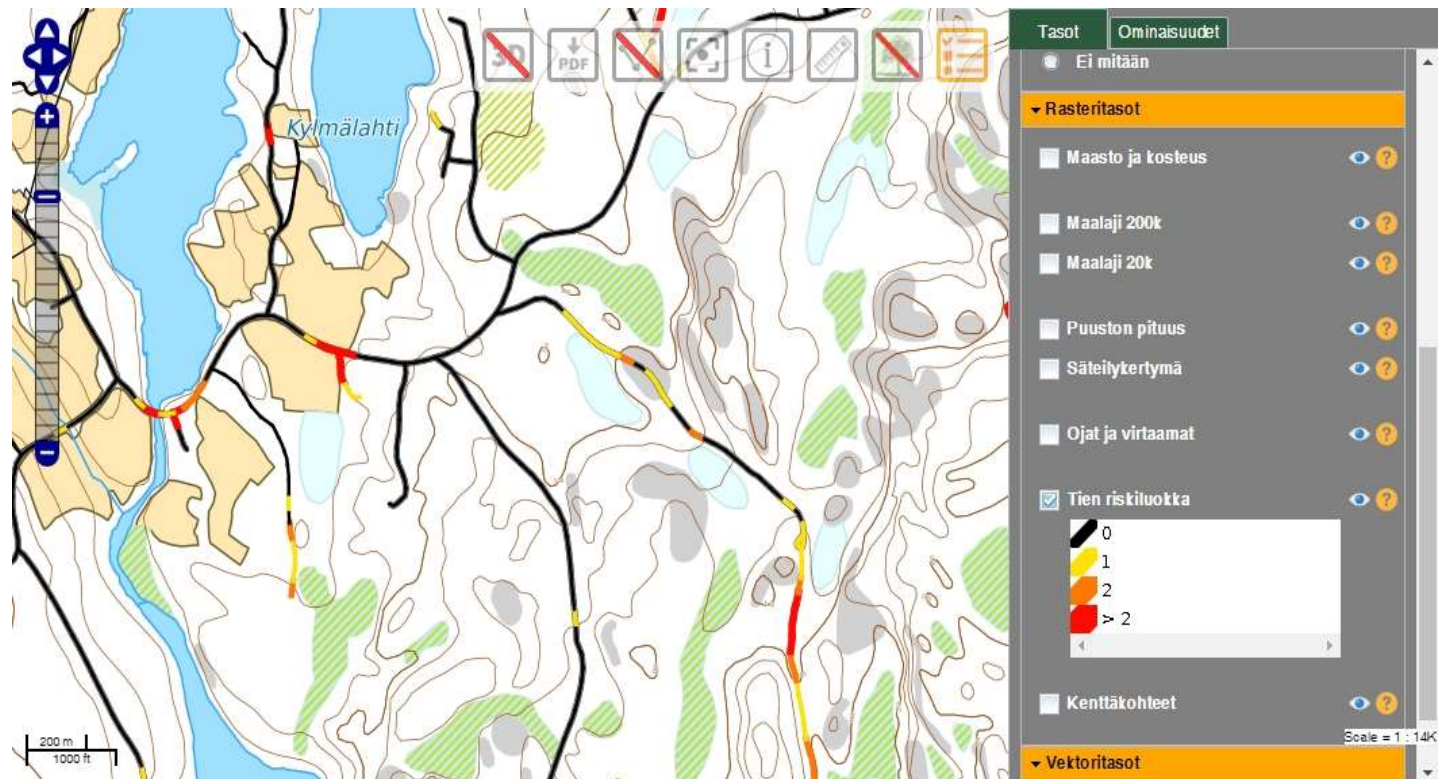 Kylmälahti
3D
PDF
i
200 m
1000 ft
Tasot
Ominaisuudet
Ei mitään
Rasteritasot
Maasto ja kosteus
?
Maalaji 200k
?
Maalaji 20k
?
Puuston pituus
?
Säteilykertymä
?
Ojat ja virtaamat
?
Tien riskiluokka
?
0
1
2
> 2
Kenttäkohteet
?
Scale = 1 : 14K
Vektoritasot